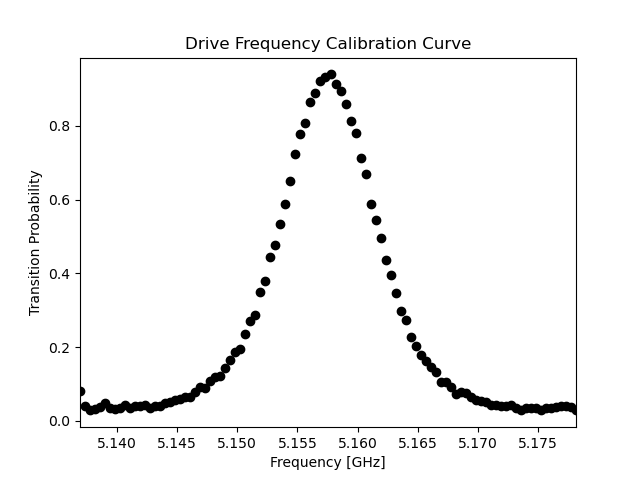 Drive Frequency Calibration Curve
Transition Probability
0.8
0.6
0.4
0.2
0.0
5.140 5.145 5.150 5.155 5.160 5.165 5.170 5.175
Frequency [GHz]